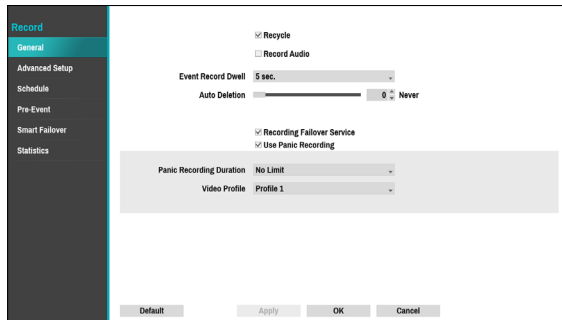 Record
General
Advanced Setup
Schedule
Pre-Event
Smart Failover
Statistics
Recycle
Record Audio
Event Record Dwell 5 sec.
Auto Deletion 0 Never
Recording Failover Service
Use Panic Recording
Panic Recording Duration No Limit
Video Profile Profile 1
Default Apply OK Cancel